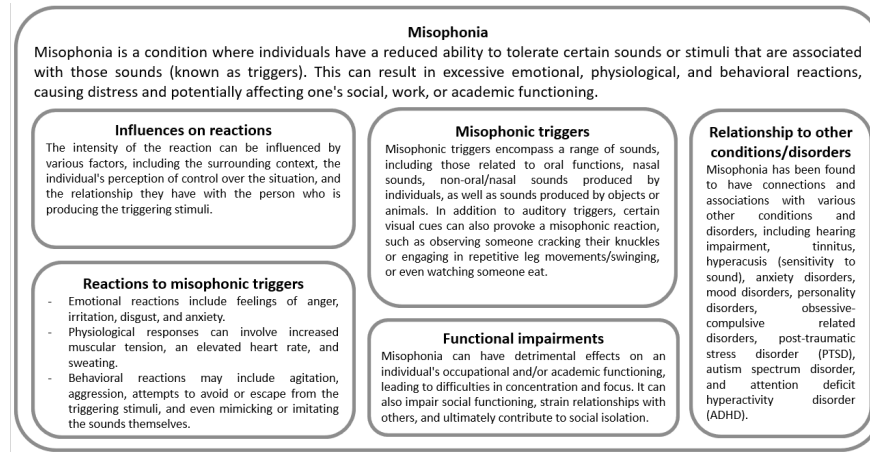 Misophonia
Misophonia is a condition where individuals have a reduced ability to tolerate certain sounds or stimuli that are associated
with those sounds (known as triggers). This can result in excessive emotional, physiological, and behavioral reactions,
causing distress and potentially affecting one's social, work, or academic functioning.
Influences on reactions
The intensity of the reaction can be influenced by
various factors, including the surrounding context, the
individual's perception of control over the situation, and
the relationship they have with the person who is
producing the triggering stimuli.
Reactions to misophonic triggers
- Emotional reactions include feelings of anger,
irritation, disgust, and anxiety.
- Physiological responses can involve increased
muscular tension, an elevated heart rate, and
sweating.
- Behavioral reactions may include agitation,
aggression, attempts to avoid or escape from the
triggering stimuli, and even mimicking or imitating
the sounds themselves.
Misophonic triggers
Misophonic triggers encompass a range of sounds,
including those related to oral functions, nasal
sounds, non-oral/nasal sounds produced by
individuals, as well as sounds produced by objects or
animals. In addition to auditory triggers, certain
visual cues can also provoke a misophonic reaction,
such as observing someone cracking their knuckles
or engaging in repetitive leg movements/swinging,
or even watching someone eat.
Functional impairments
Misophonia can have detrimental effects on an
individual's occupational and/or academic functioning,
leading to difficulties in concentration and focus. It can
also impair social functioning, strain relationships with
others, and ultimately contribute to social isolation.
Relationship to other
conditions/disorders
Misophonia has been found
to have connections and
associations with various
other conditions and
disorders, including hearing
impairment, tinnitus,
hyperacusis (sensitivity to
sound), anxiety disorders,
mood disorders, personality
disorders, obsessive-
compulsive related
disorders, post-traumatic
stress disorder (PTSD),
autism spectrum disorder,
and attention deficit
hyperactivity disorder
(ADHD).